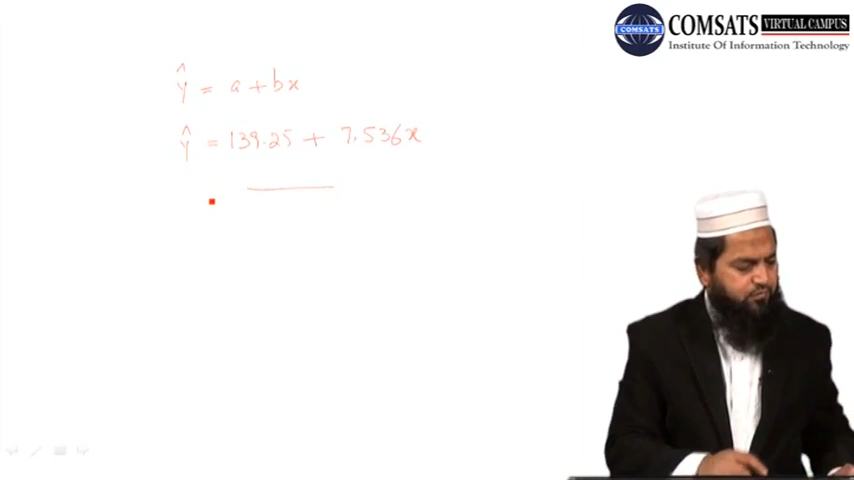 COMSATS VIRTUAL CAMPUS
COMSATS
Institute Of Information Technology
Ŷ = a + bx
Ŷ = 139.25 + 7.536x